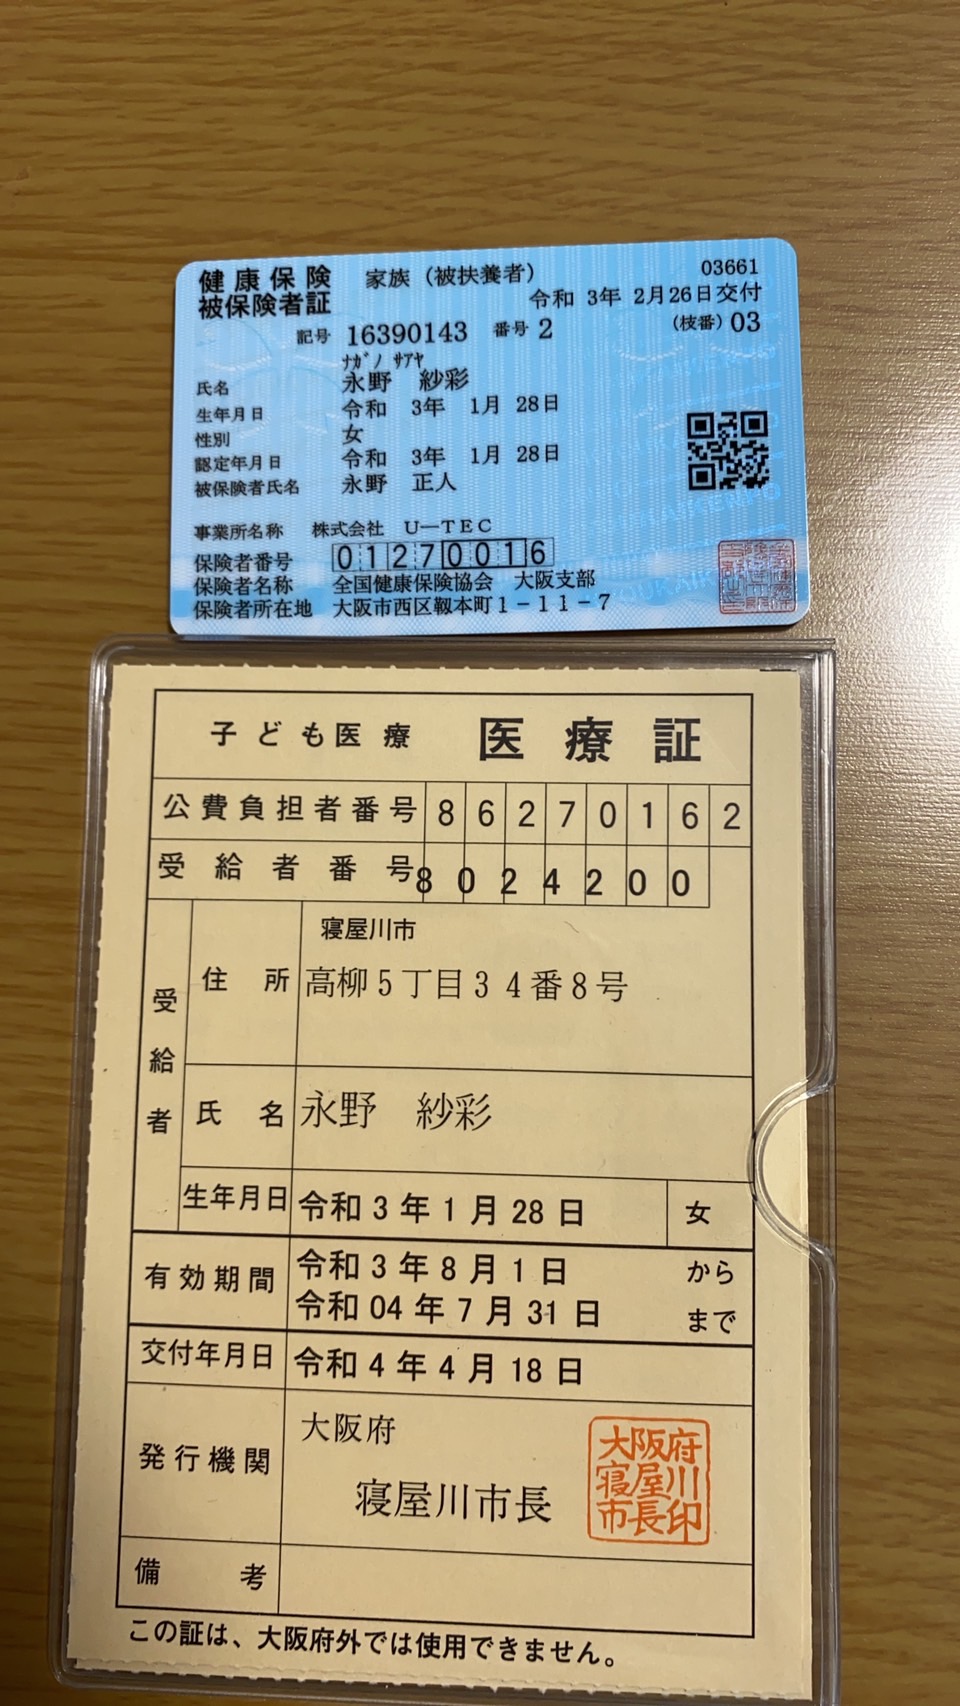 健康保険 家族（被扶養者） 03661
被保険者証 令和 3年 2月26日交付
記号 16390143 番号 2 (枝番) 03
ﾅｶﾞﾉ ｻｱﾔ
氏名 永野 紗彩
生年月日 令和 3年 1月 28日
性別 女
認定年月日 令和 3年 1月 28日
被保険者氏名 永野 正人
事業所名称 株式会社 U－TEC
保険者番号 01270016
保険者名称 全国健康保険協会 大阪支部
保険者所在地 大阪市西区靱本町1－11－7
子ども医療 医療証
公費負担者番号 86270162
受給者番号 8024200
受給者
住所 寝屋川市
高柳5丁目34番8号
氏名 永野 紗彩
生年月日 令和3年1月28日 女
有効期間 令和3年8月1日 から
令和04年7月31日 まで
交付年月日 令和4年4月18日
発行機関 大阪府
寝屋川市長
大阪府
寝屋川
市長印
備考
この証は、大阪府外では使用できません。